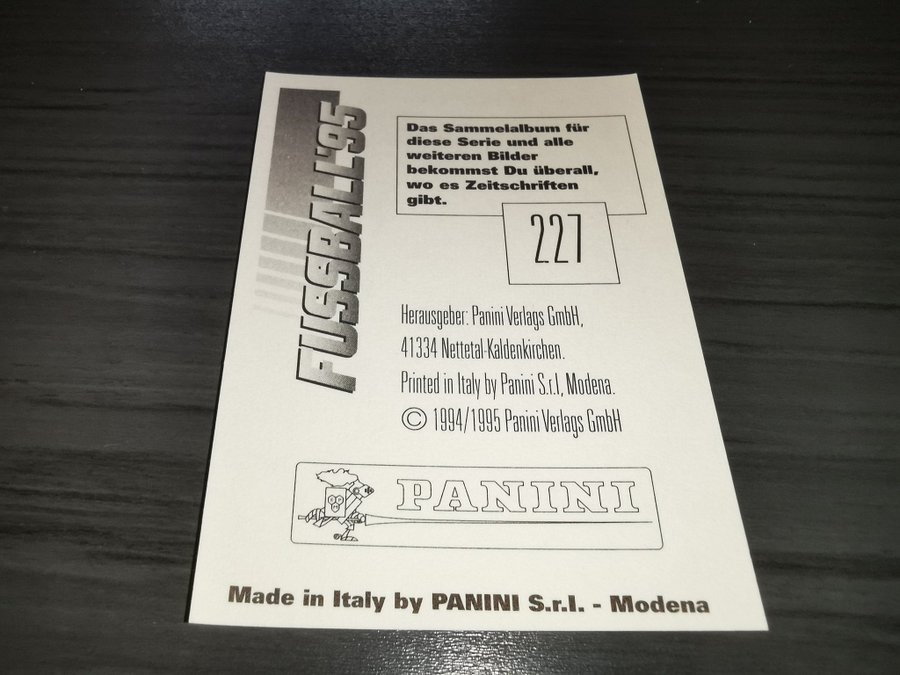 FUSSBALL'95
Das Sammelalbum für
diese Serie und alle
weiteren Bilder
bekommst Du überall,
wo es Zeitschriften
gibt.
227
Herausgeber: Panini Verlags GmbH,
41334 Nettetal-Kaldenkirchen.
Printed in Italy by Panini S.r.l, Modena.
© 1994/1995 Panini Verlags GmbH
PANINI
Made in Italy by PANINI S.r.l. - Modena